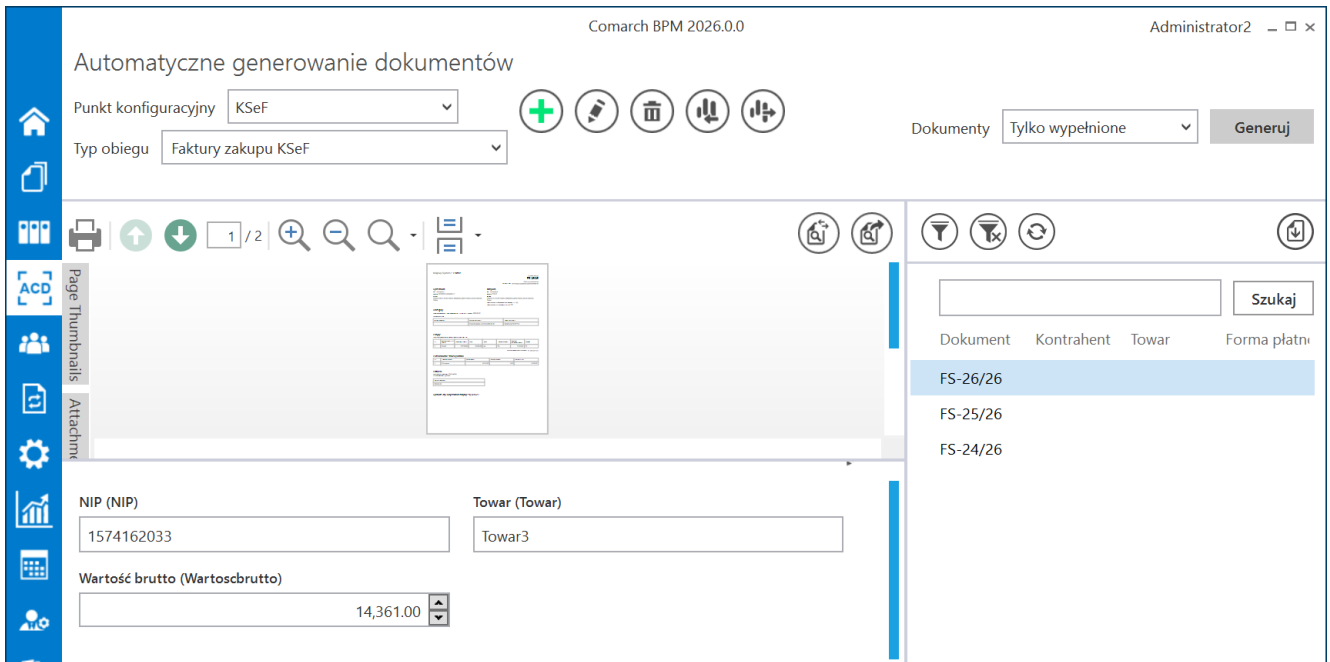 Comarch BPM 2026.0.0
Administrator2
Automatyczne generowanie dokumentów
Punkt konfiguracyjny
KSeF
Typ obiegu
Faktury zakupu KSeF
Dokumenty
Tylko wypełnione
Generuj
1 / 2
ACD
Page Thumbnails
Attachme
Szukaj
Dokument Kontrahent Towar Forma płatn
FS-26/26
FS-25/26
FS-24/26
NIP (NIP)
1574162033
Towar (Towar)
Towar3
Wartość brutto (Wartoscbrutto)
14,361.00